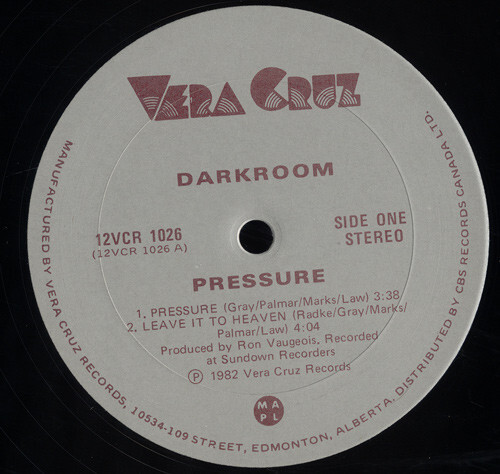 VERA CRUZ
DARKROOM
12VCR 1026
(12VCR 1026 A)
SIDE ONE
STEREO
PRESSURE
1. PRESSURE (Gray/Palmar/Marks/Law) 3:38
2. LEAVE IT TO HEAVEN (Radke/Gray/Marks/
Palmar/Law) 4:04
Produced by Ron Vaugeois, Recorded
at Sundown Recorders
Ⓟ 1982 Vera Cruz Records
MA
PL
MANUFACTURED BY VERA CRUZ RECORDS, 10534-109 STREET, EDMONTON, ALBERTA. DISTRIBUTED BY CBS RECORDS CANADA LTD.